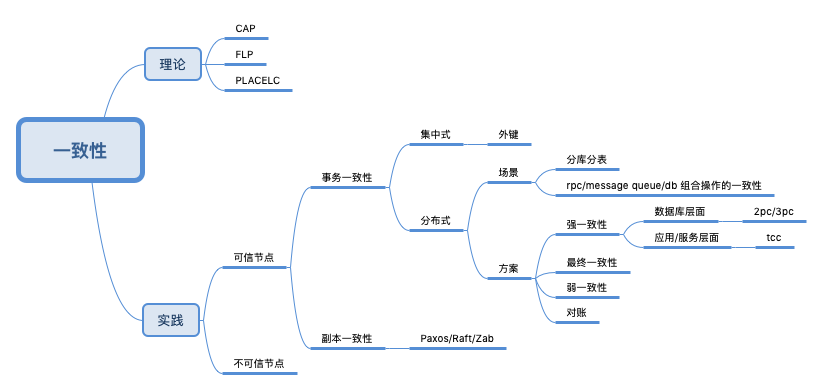 一致性
理论
CAP
FLP
PLACELC
实践
可信节点
事务一致性
集中式
外键
分布式
场景
分库分表
rpc/message queue/db 组合操作的一致性
方案
强一致性
数据库层面
2pc/3pc
应用/服务层面
tcc
最终一致性
弱一致性
对账
副本一致性
Paxos/Raft/Zab
不可信节点